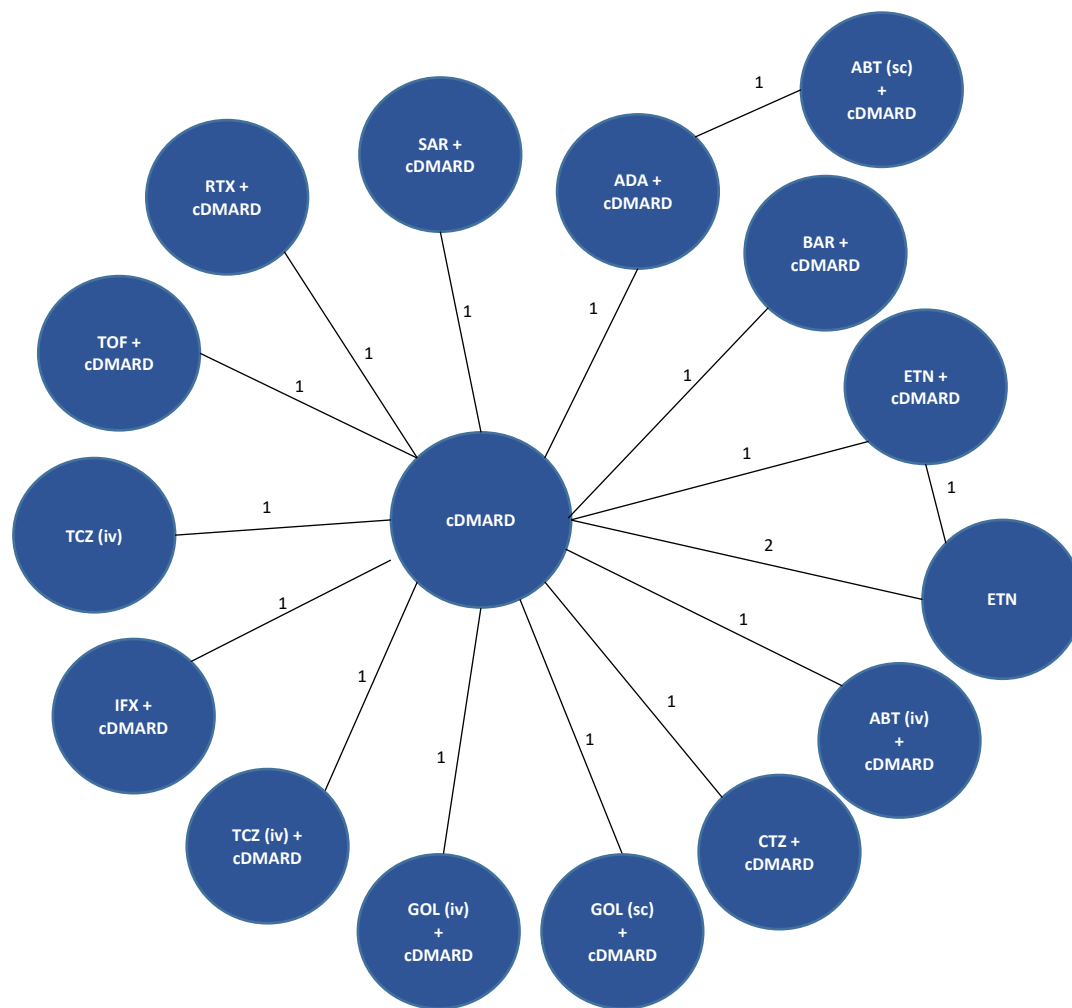 ABT (sc)
+
cDMARD
1
SAR +
cDMARD
ADA +
cDMARD
RTX +
cDMARD
BAR +
cDMARD
1
1
TOF +
cDMARD
1
1
ETN +
cDMARD
1
1
1
1
cDMARD
TCZ (iv)
1
2
ETN
1
1
IFX +
cDMARD
1
1
1
1
ABT (iv)
+
cDMARD
TCZ (iv) +
cDMARD
CTZ +
cDMARD
GOL (iv)
+
cDMARD
GOL (sc)
+
cDMARD